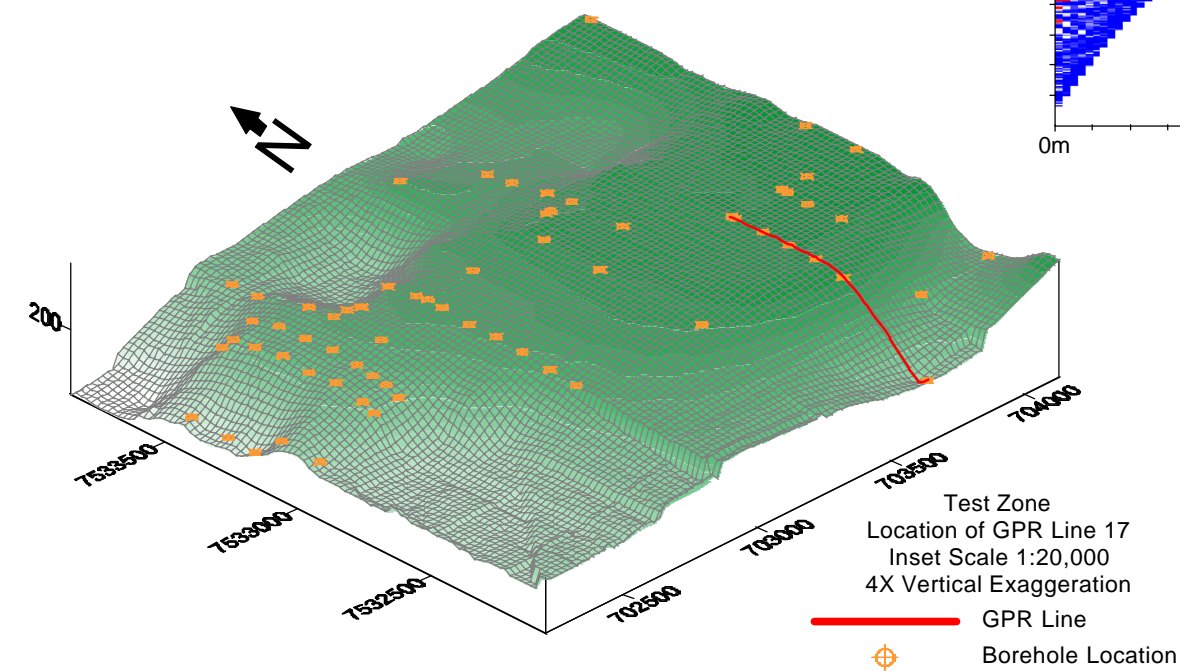 0m
N
200
7533500
7533000
7532500
702500
703000
703500
704000
Test Zone
Location of GPR Line 17
Inset Scale 1:20,000
4X Vertical Exaggeration
GPR Line
Borehole Location